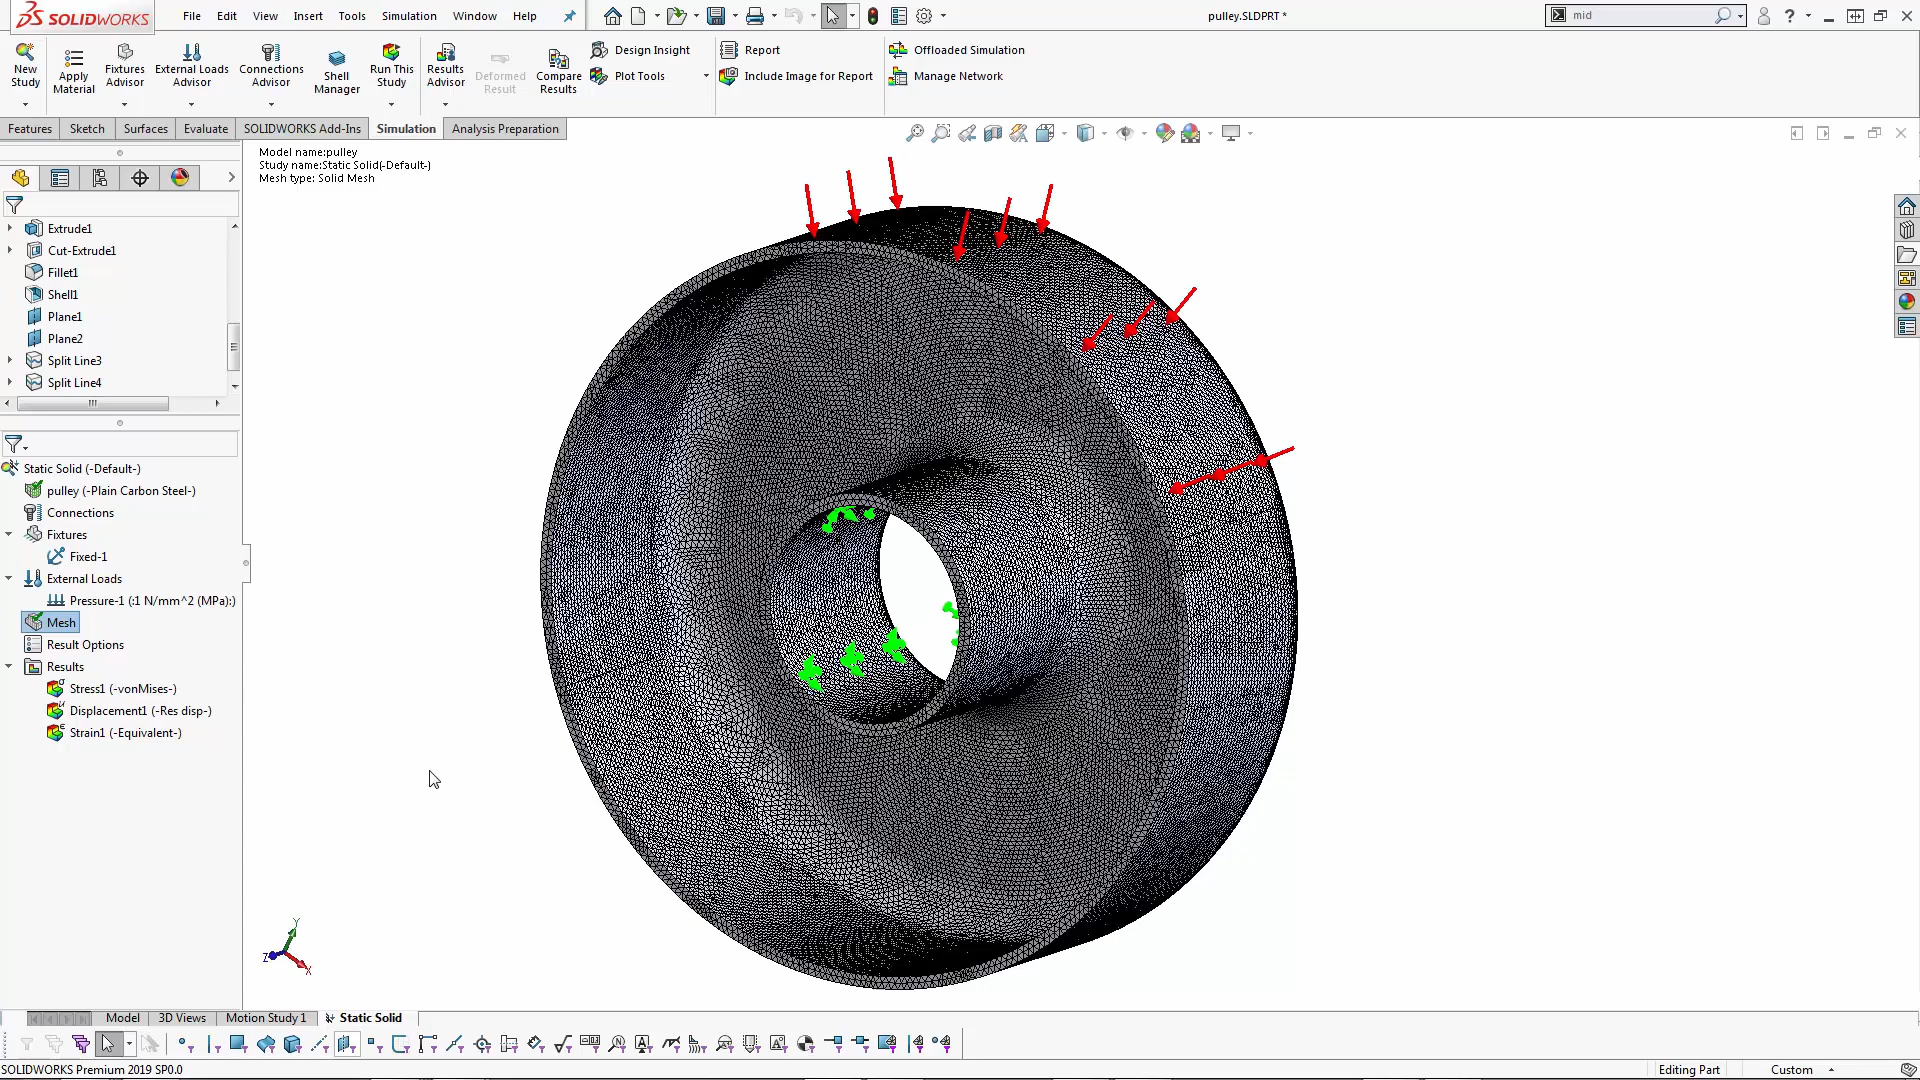 SOLIDWORKS
File Edit View Insert Tools Simulation Window Help
pulley.SLDPRT *
mid
New Study
Apply Material
Fixtures Advisor
External Loads Advisor
Connections Advisor
Shell Manager
Run This Study
Results Advisor
Deformed Result
Compare Results
Design Insight
Plot Tools
Report
Include Image for Report
Offloaded Simulation
Manage Network
Features Sketch Surfaces Evaluate SOLIDWORKS Add-Ins Simulation Analysis Preparation
Model name:pulley
Study name:Static Solid(-Default-)
Mesh type: Solid Mesh
Extrude1
Cut-Extrude1
Fillet1
Shell1
Plane1
Plane2
Split Line3
Split Line4
Static Solid (-Default-)
pulley (-Plain Carbon Steel-)
Connections
Fixtures
Fixed-1
External Loads
Pressure-1 (:1 N/mm^2 (MPa):)
Mesh
Result Options
Results
Stress1 (-vonMises-)
Displacement1 (-Res disp-)
Strain1 (-Equivalent-)
Y
Z
X
Model 3D Views Motion Study 1 Static Solid
SOLIDWORKS Premium 2019 SP0.0
Editing Part
Custom